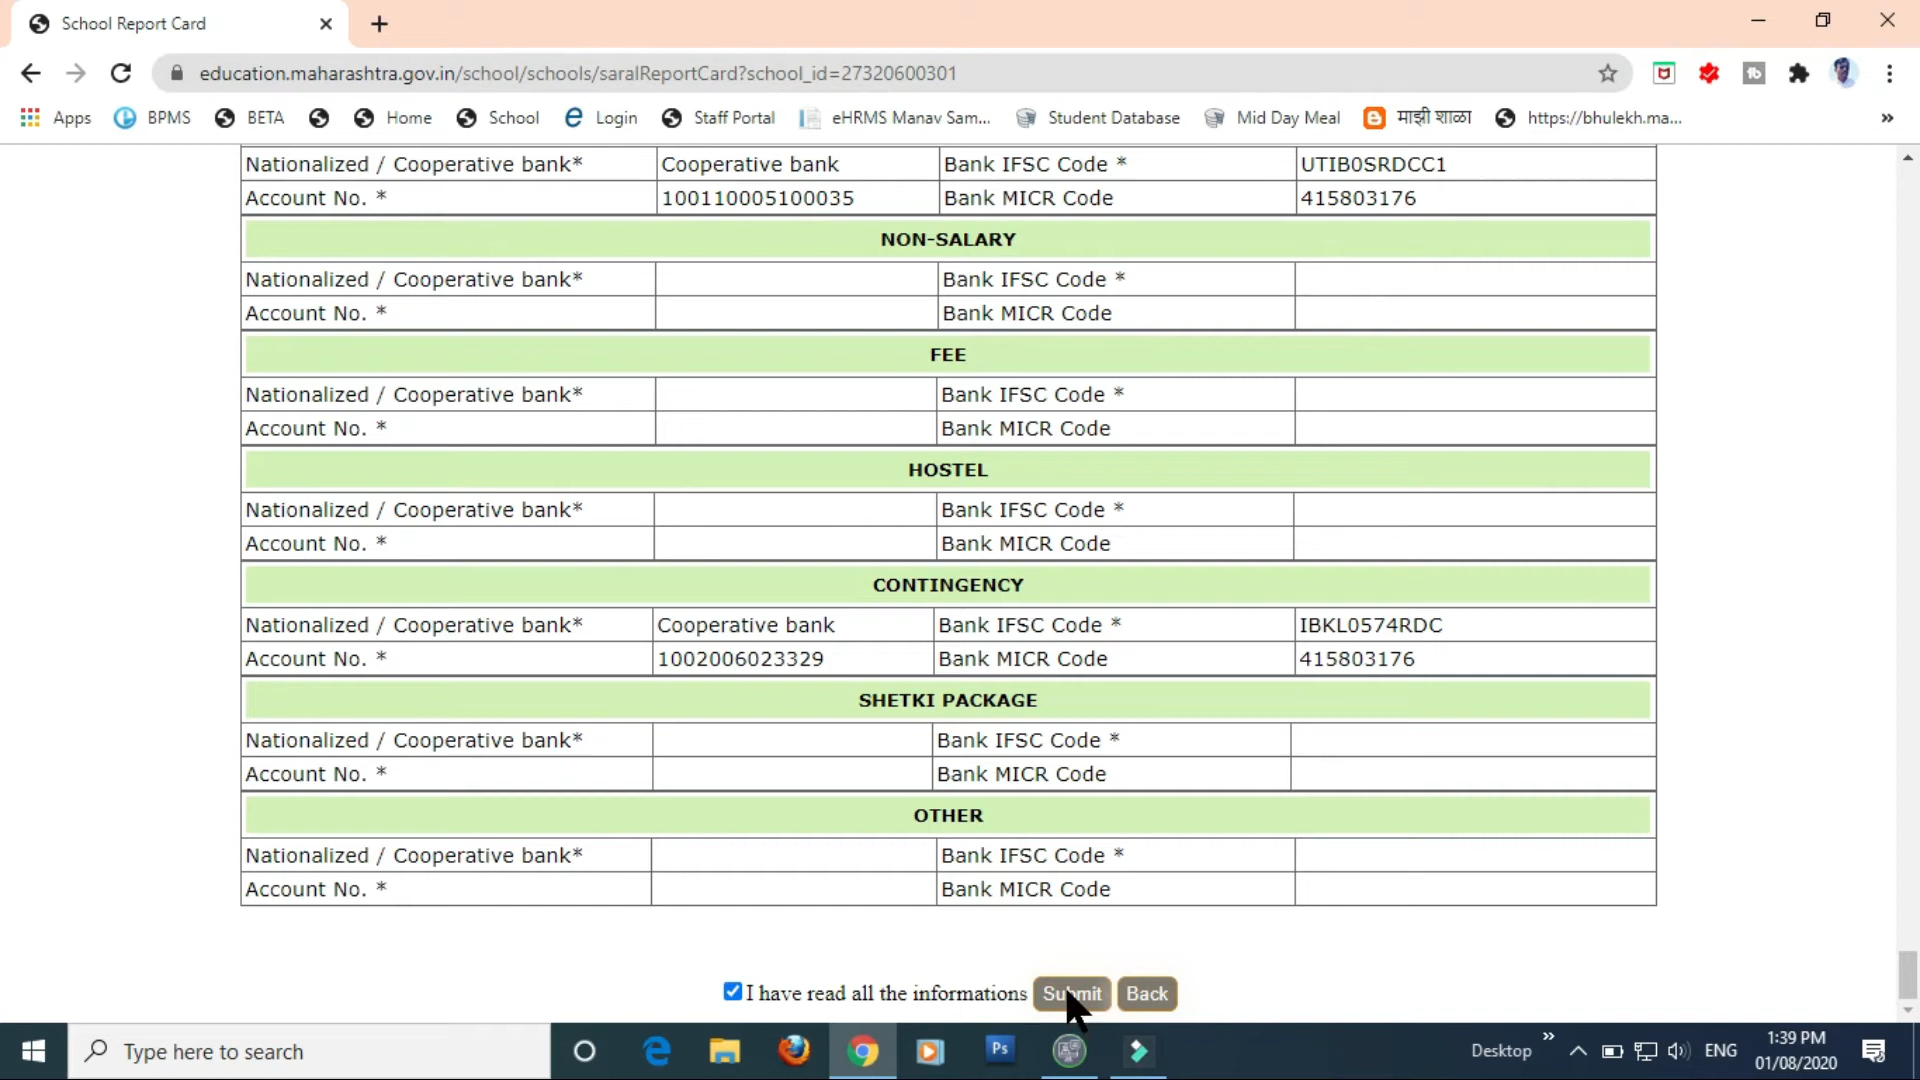 School Report Card
education.maharashtra.gov.in/school/schools/saralReportCard?school_id=27320600301
Apps BPMS BETA Home School Login Staff Portal eHRMS Manav Sam... Student Database Mid Day Meal माझी शाळा https://bhulekh.ma... »
Nationalized / Cooperative bank* Cooperative bank Bank IFSC Code * UTIB0SRDCC1
Account No. * 100110005100035 Bank MICR Code 415803176
NON-SALARY
Nationalized / Cooperative bank* Bank IFSC Code *
Account No. * Bank MICR Code
FEE
Nationalized / Cooperative bank* Bank IFSC Code *
Account No. * Bank MICR Code
HOSTEL
Nationalized / Cooperative bank* Bank IFSC Code *
Account No. * Bank MICR Code
CONTINGENCY
Nationalized / Cooperative bank* Cooperative bank Bank IFSC Code * IBKL0574RDC
Account No. * 1002006023329 Bank MICR Code 415803176
SHETKI PACKAGE
Nationalized / Cooperative bank* Bank IFSC Code *
Account No. * Bank MICR Code
OTHER
Nationalized / Cooperative bank* Bank IFSC Code *
Account No. * Bank MICR Code
I have read all the informations Submit Back
Type here to search Ps Desktop » ENG 1:39 PM
01/08/2020